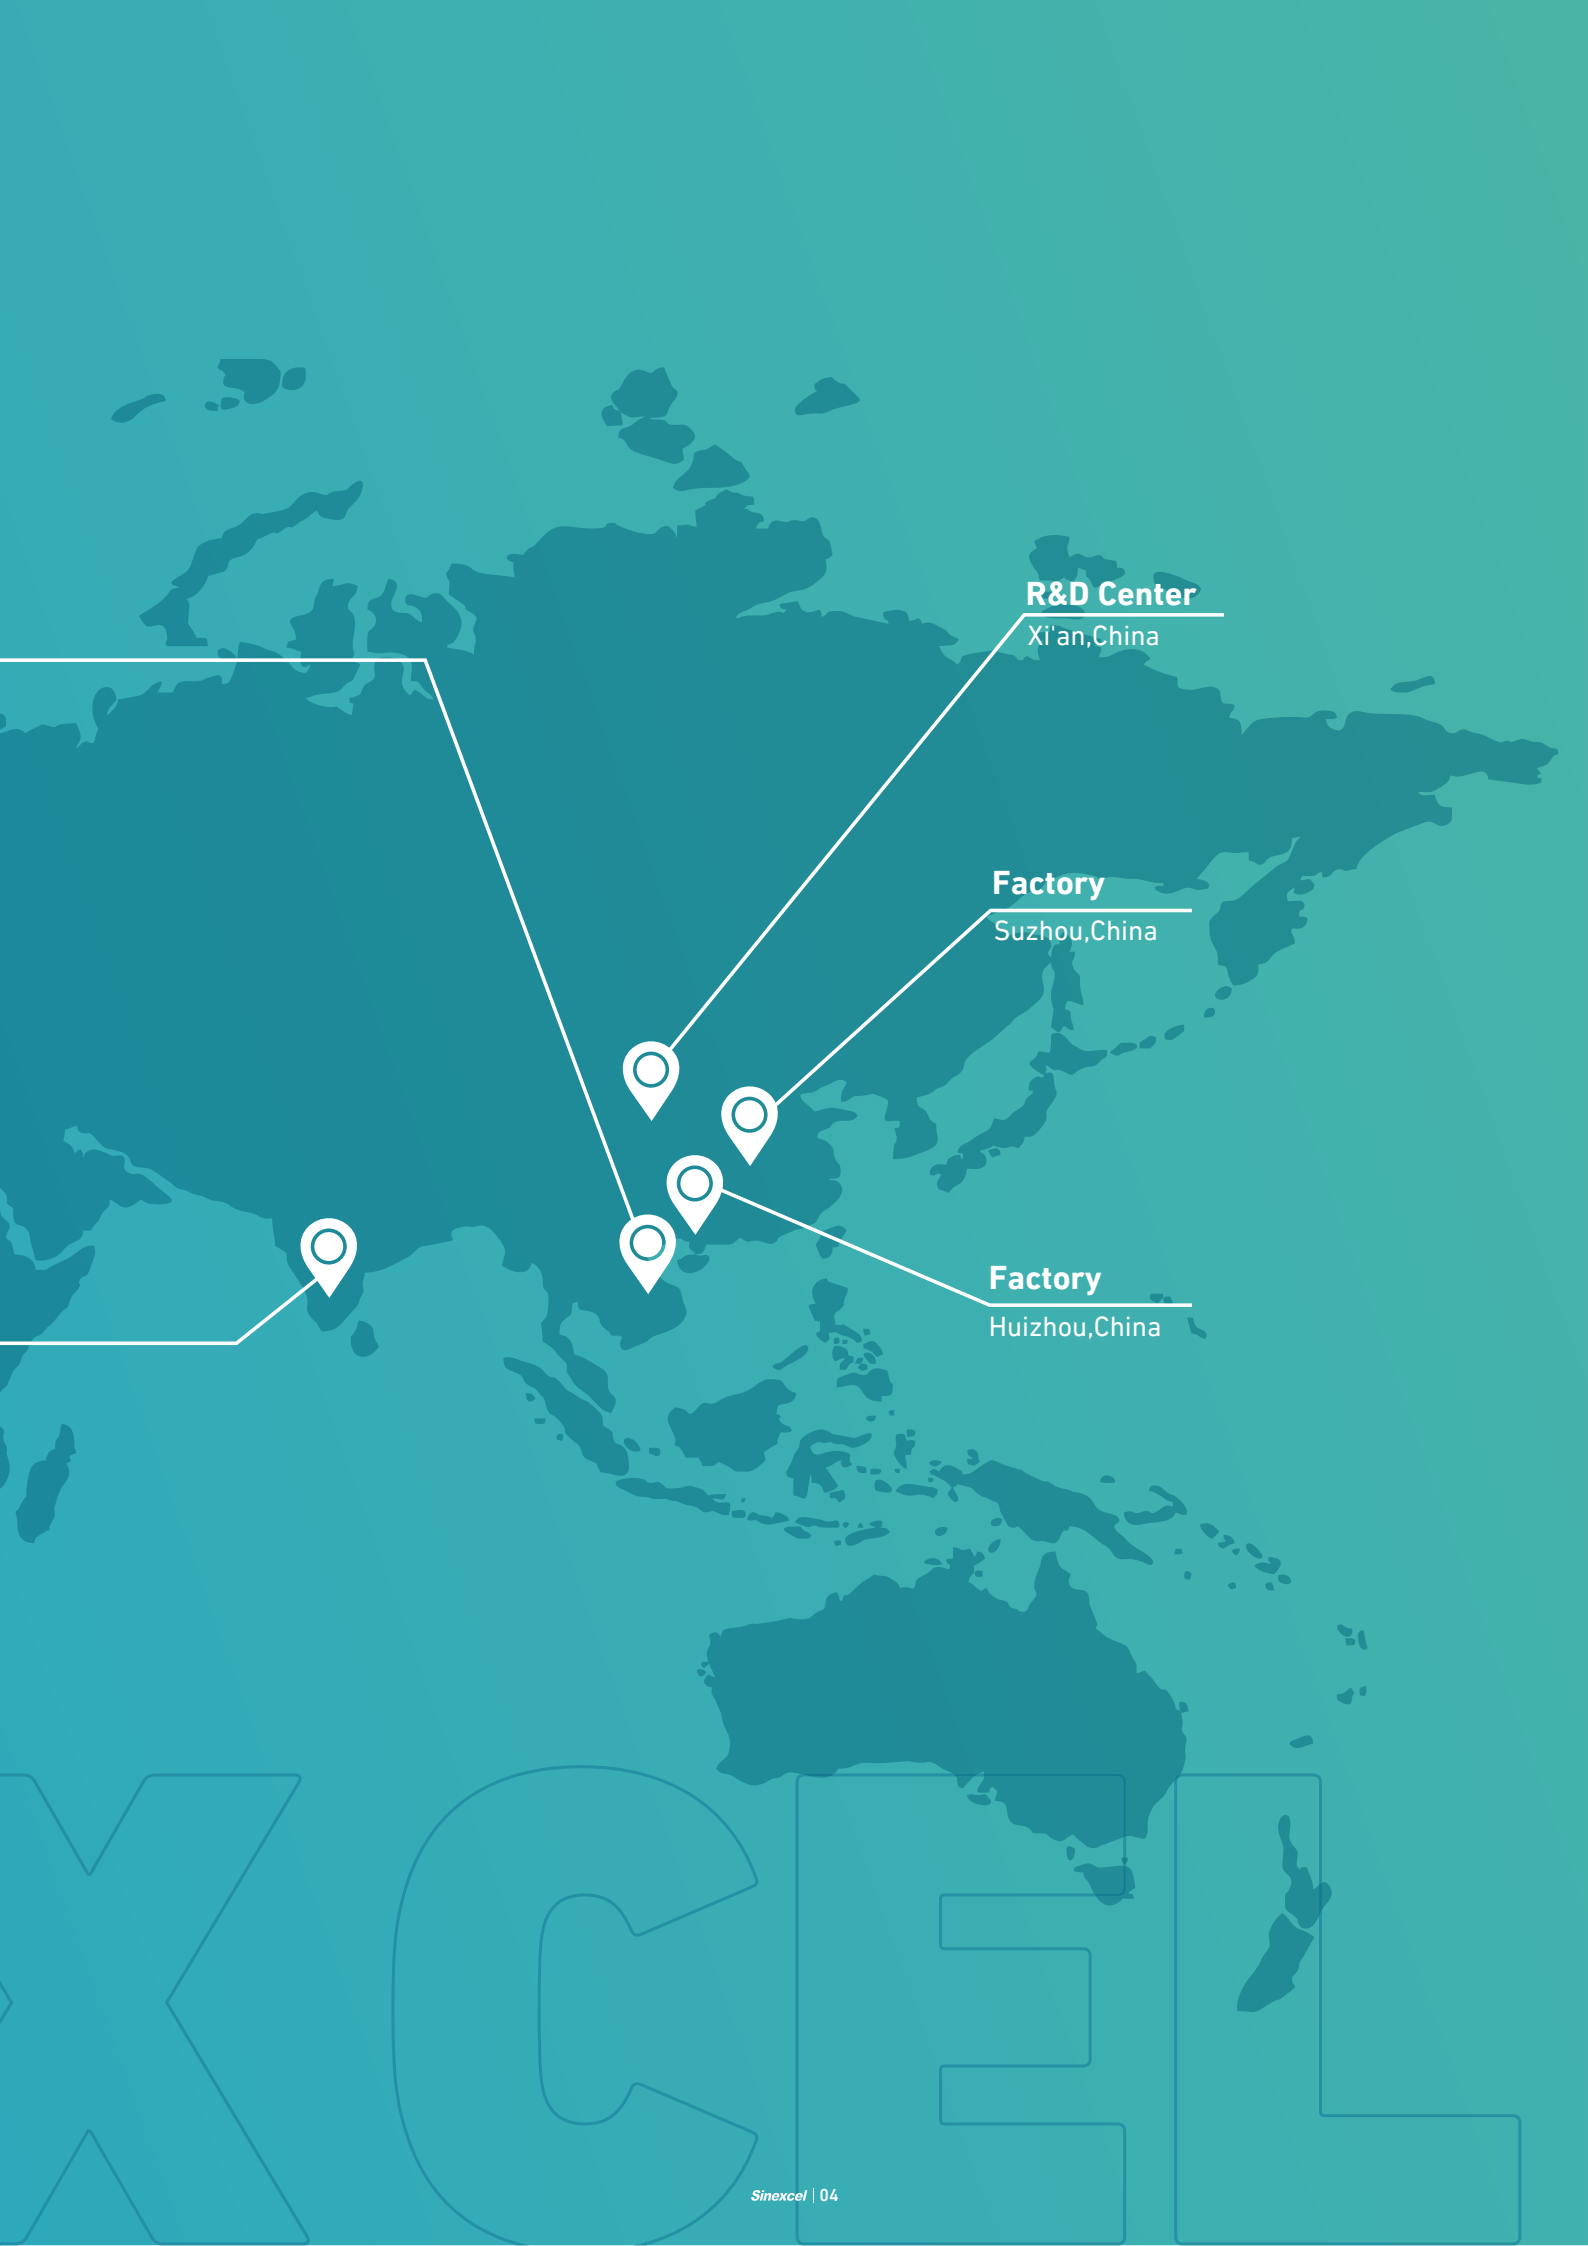 R&D Center
Xi'an,China
Factory
Suzhou,China
Factory
Huizhou,China
XCEL
Sinexcel | 04